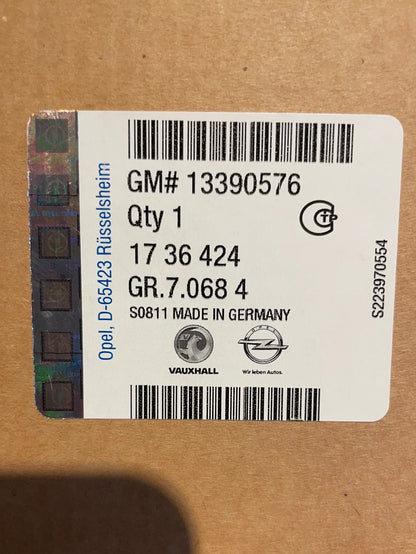 Opel, D-65423 Rüsselsheim
GM# 13390576
Qty 1
17 36 424
GR.7.068 4
S0811 MADE IN GERMANY
VAUXHALL
OPEL
Wir leben Autos.
S223970554